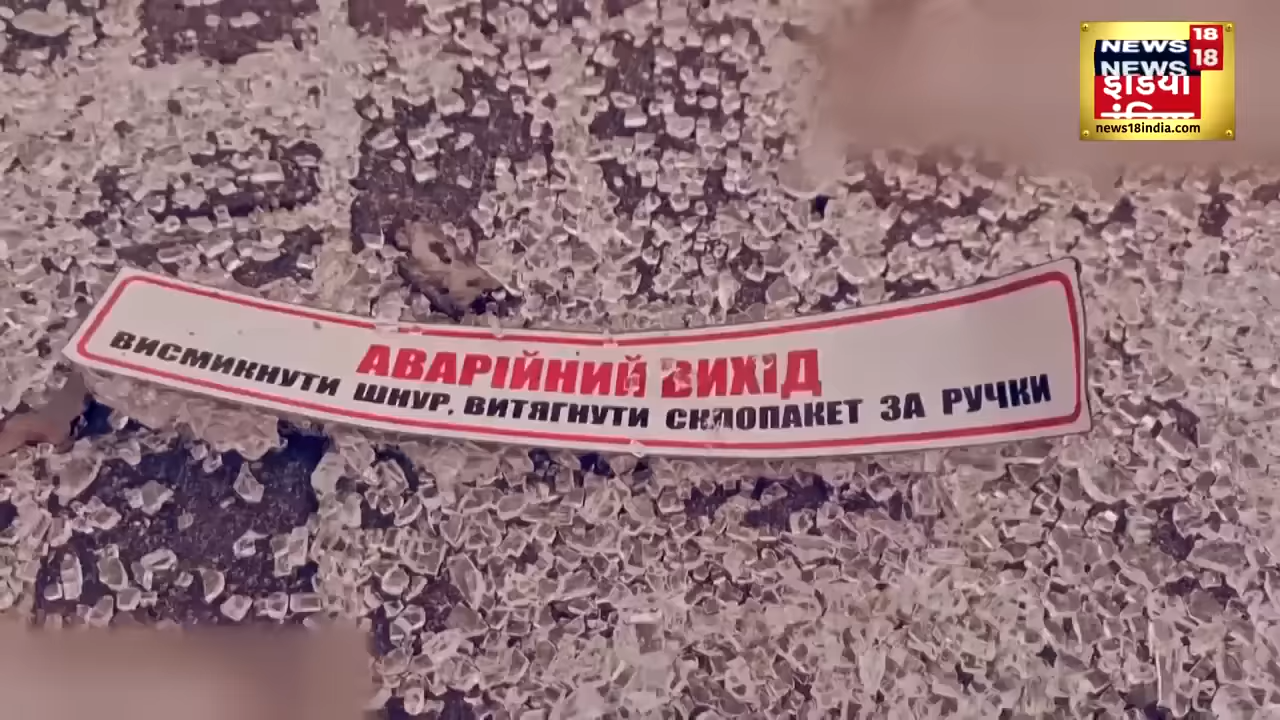 NEWS 18
NEWS 18
इंडिया
news18india.com
АВАРІЙНИЙ ВИХІД
ВИСМИКНУТИ ШНУР, ВИТЯГНУТИ СКЛОПАКЕТ ЗА РУЧКИ